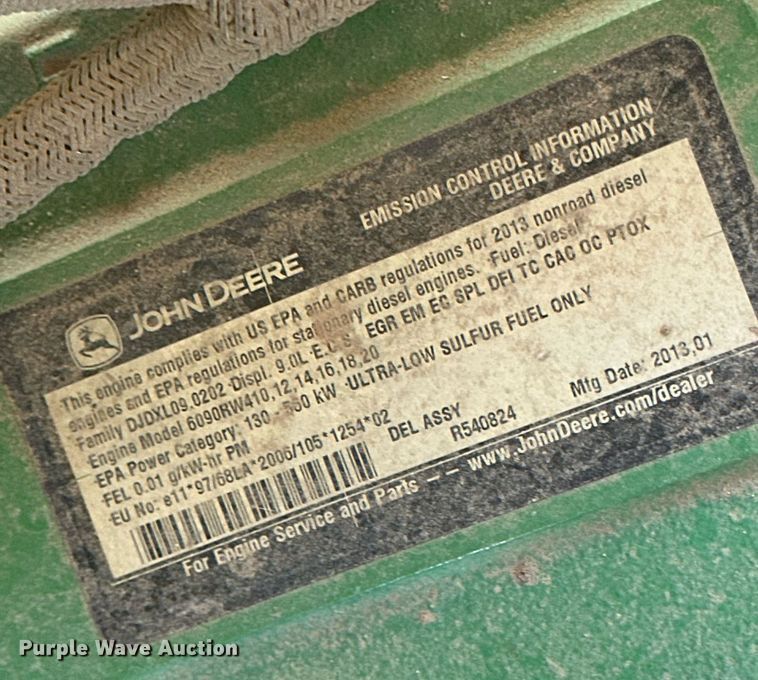 EMISSION CONTROL INFORMATION
DEERE & COMPANY
JOHN DEERE
This engine complies with US EPA and CARB regulations for 2013 nonroad diesel
engines and EPA regulations for stationary diesel engines. Fuel: Diesel
Family DJDXL09.0202 Displ. 9.0L E.C.S. EGR EM EC SPL DFI TC CAC OC PTOX
Engine Model 6090RW410,12,14,16,18,20
EPA Power Category: 130 - kW ULTRA-LOW SULFUR FUEL ONLY
FEL 0.01 g/kW-hr PM
EU No: e11*97/68LA*2006/105*1254*02
DEL ASSY
R540824
Mfg Date: 2013,01
For Engine Service and Parts -- www.JohnDeere.com/dealer
Purple Wave Auction